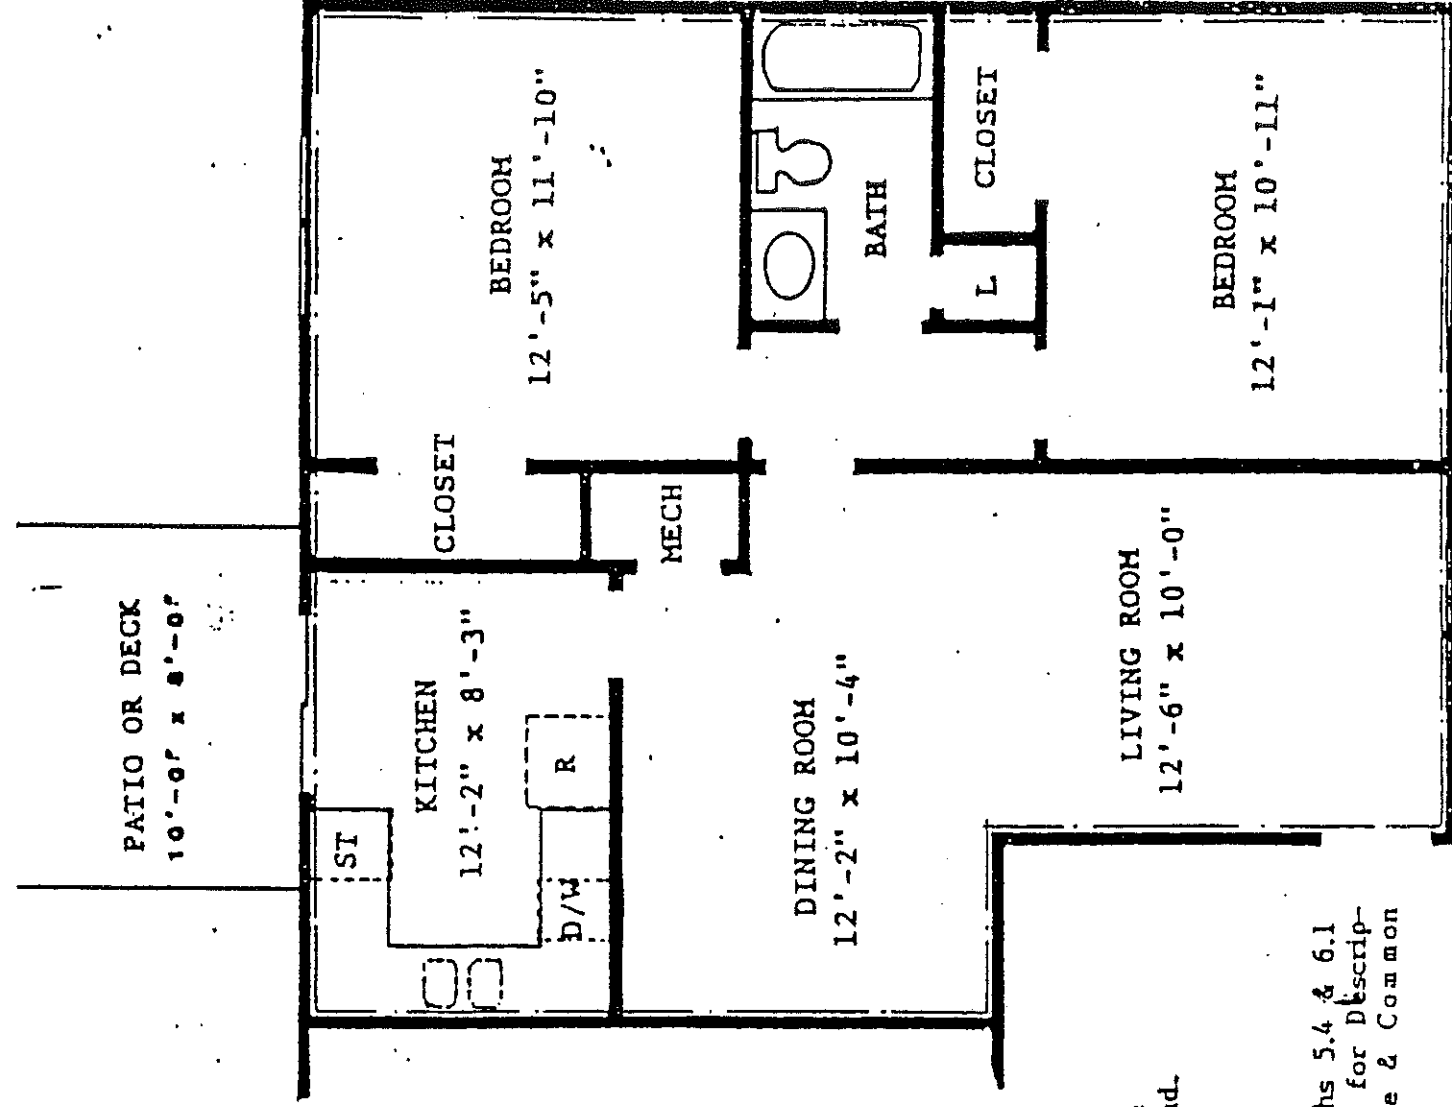 PATIO OR DECK
10'-0" x 8'-0"
KITCHEN
12'-2" x 8'-3"
ST
D/W
R
CLOSET
MECH
BEDROOM
12'-5" x 11'-10"
BATH
CLOSET
L
BEDROOM
12'-1" x 10'-11"
DINING ROOM
12'-2" x 10'-4"
LIVING ROOM
12'-6" x 10'-0"
hs 5.4 & 6.1
for Descrip-
e & Common